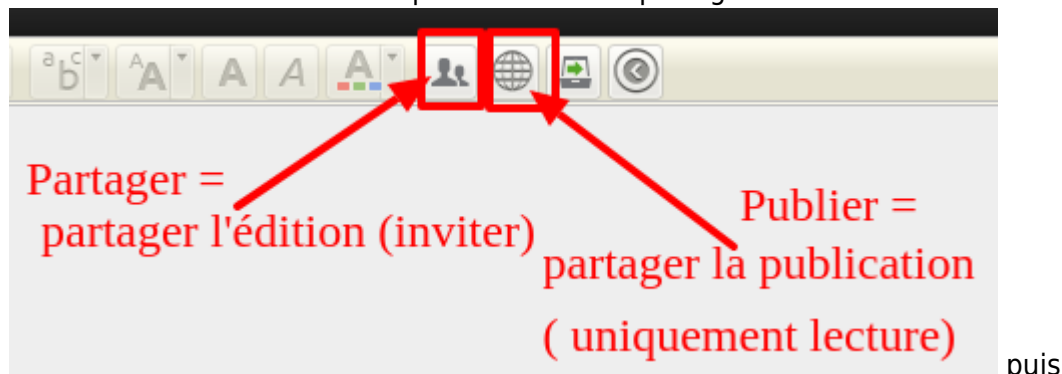 a b c A A A A A
Partager =
partager l'édition (inviter)
Publier =
partager la publication
( uniquement lecture)
puis